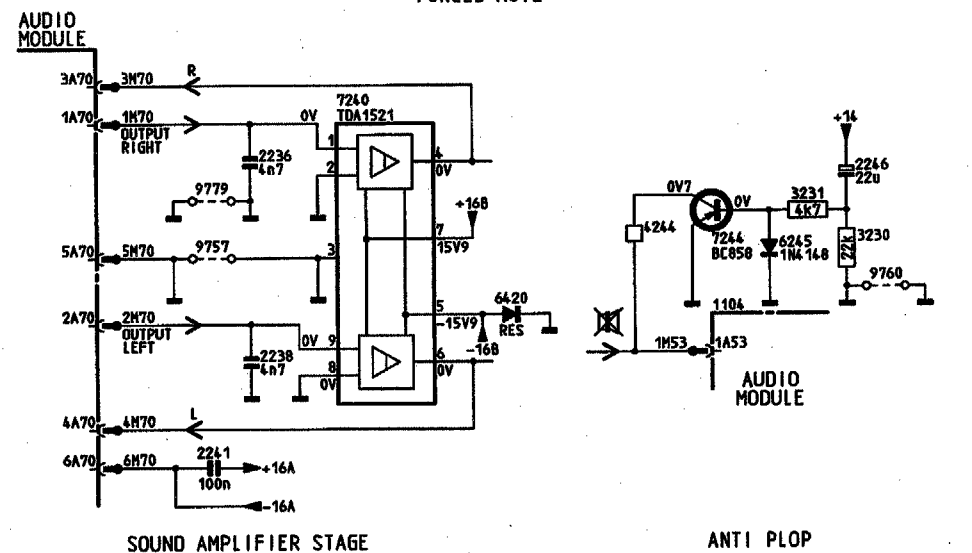 AUDIO
MODULE
3A70 3M70
R
1A70 1M70
OUTPUT
RIGHT
0V
7240
TDA1521
1
2
2236
4n7
9779
4
0V
+16B
7
15V9
5A70 5M70
9757
3
5
-15V9
6420
RES
-16B
2A70 2M70
OUTPUT
LEFT
0V
9
8
0V
2238
4n7
6
0V
4A70 4M70
L
6A70 6M70
2241
100n
+16A
-16A
SOUND AMPLIFIER STAGE
+14
2246
22u
0V7
0V
3231
4K7
4244
7244
BC858
6245
1N4148
3230
22k
9760
1104
1M53 1A53
AUDIO
MODULE
ANTI PLOP